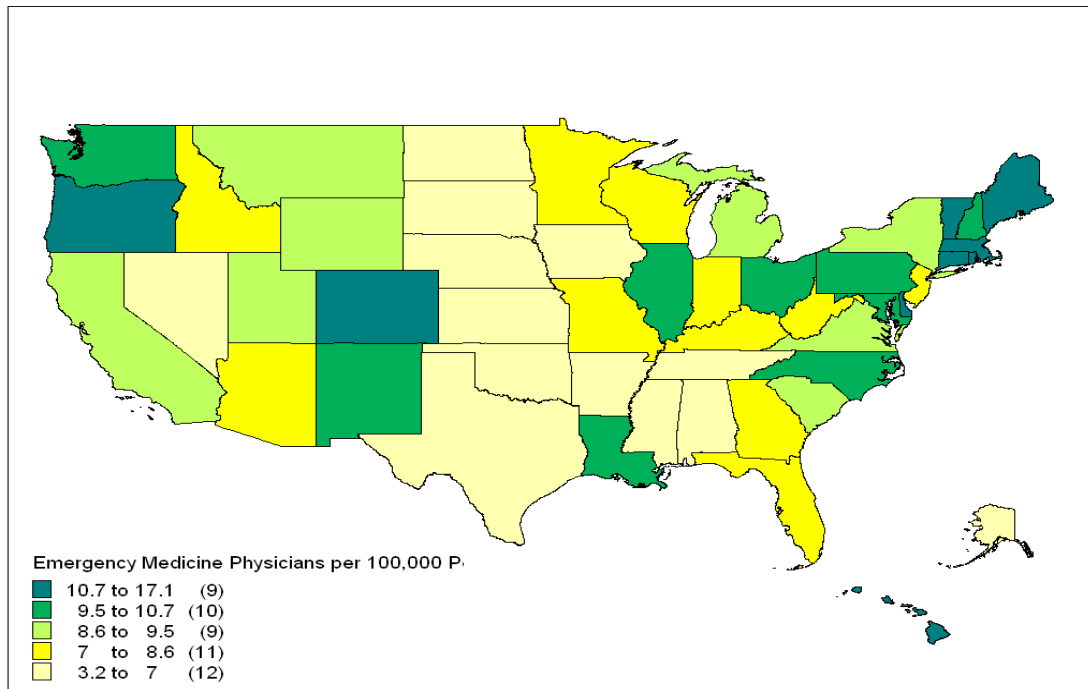 Emergency Medicine Physicians per 100,000 P
10.7 to 17.1 (9)
9.5 to 10.7 (10)
8.6 to 9.5 (9)
7 to 8.6 (11)
3.2 to 7 (12)